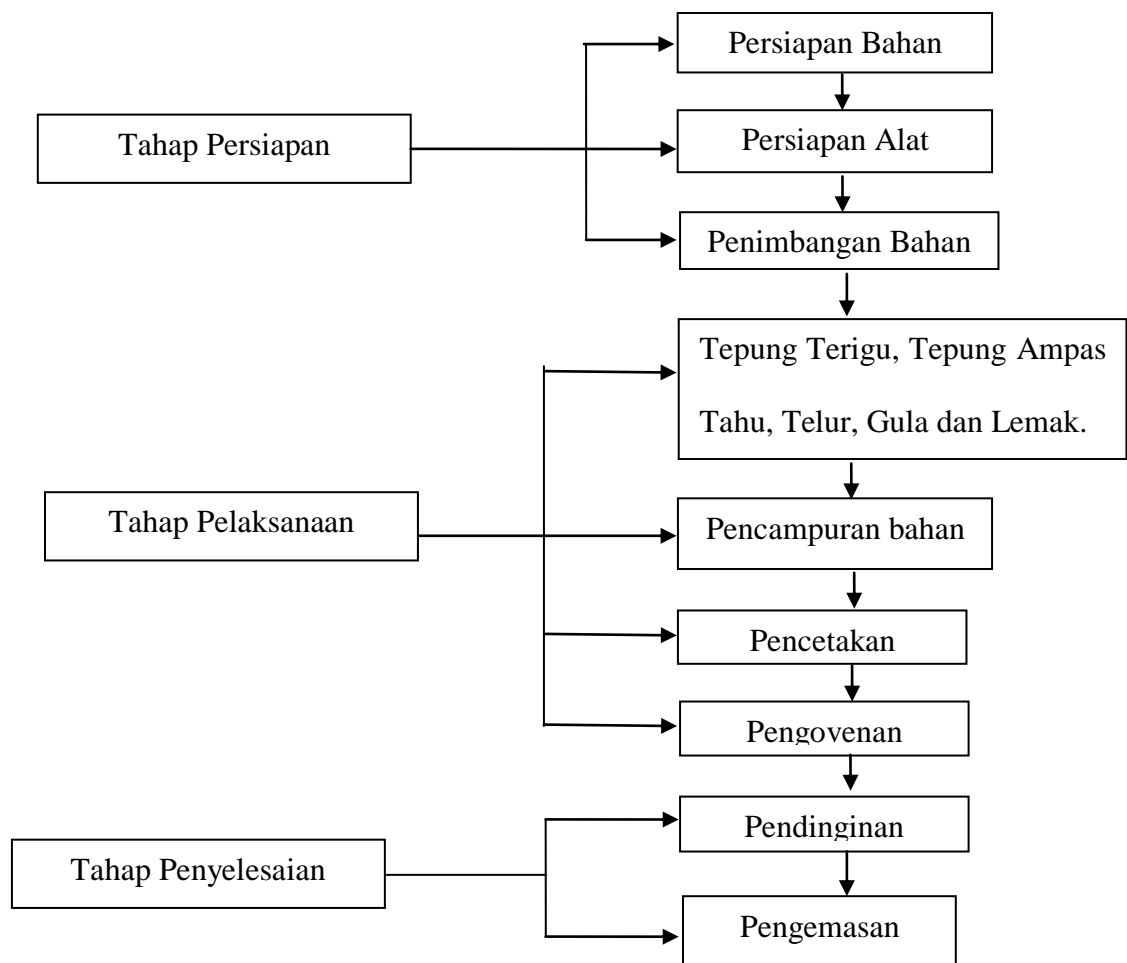 Persiapan Bahan
Tahap Persiapan
Persiapan Alat
Penimbangan Bahan
Tepung Terigu, Tepung Ampas
Tahu, Telur, Gula dan Lemak.
Tahap Pelaksanaan
Pencampuran bahan
Pencetakan
Pengovenan
Pendinginan
Tahap Penyelesaian
Pengemasan